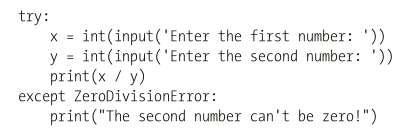 try:
    x = int(input('Enter the first number: '))
    y = int(input('Enter the second number: '))
    print(x / y)
except ZeroDivisionError:
    print("The second number can't be zero!")